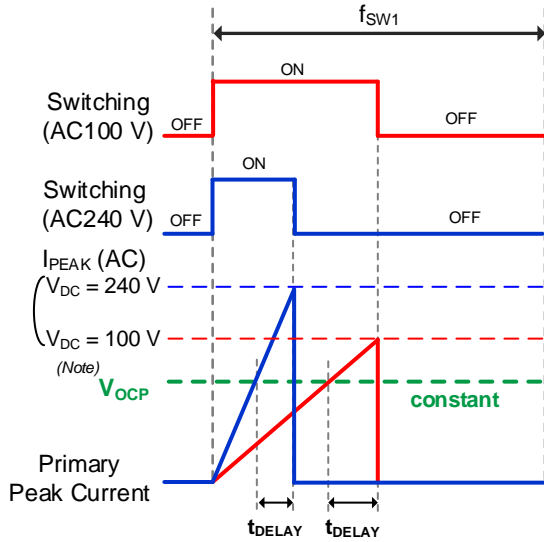 fSW1
ON
Switching
(AC100 V)
OFF
OFF
ON
Switching
(AC240 V)
OFF
OFF
IPEAK (AC)
VDC = 240 V
VDC = 100 V
(Note)
VOCP
constant
Primary
Peak Current
tDELAY
tDELAY